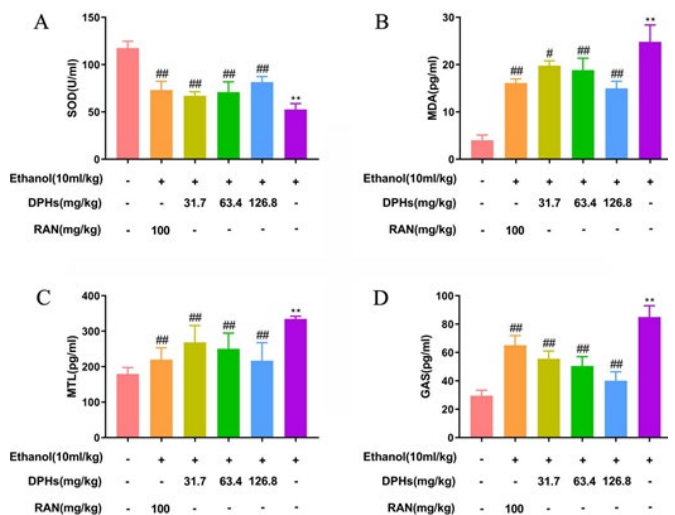 A
150
100
50
0
SOD(U/ml)
## ## ## ## **
Ethanol(10ml/kg) - + + + + +
DPHs(mg/kg) - - 31.7 63.4 126.8 -
RAN(mg/kg) - 100 - - - -
B
30
20
10
0
MDA(pg/ml)
## # ## ## **
Ethanol(10ml/kg) - + + + + +
DPHs(mg/kg) - - 31.7 63.4 126.8 -
RAN(mg/kg) - 100 - - - -
C
400
300
200
100
0
MTL(pg/ml)
## ## ## ## **
Ethanol(10ml/kg) - + + + + +
DPHs(mg/kg) - - 31.7 63.4 126.8 -
RAN(mg/kg) - 100 - - - -
D
100
80
60
40
20
0
GAS(pg/ml)
## ## ## ## **
Ethanol(10ml/kg) - + + + + +
DPHs(mg/kg) - - 31.7 63.4 126.8 -
RAN(mg/kg) - 100 - - - -